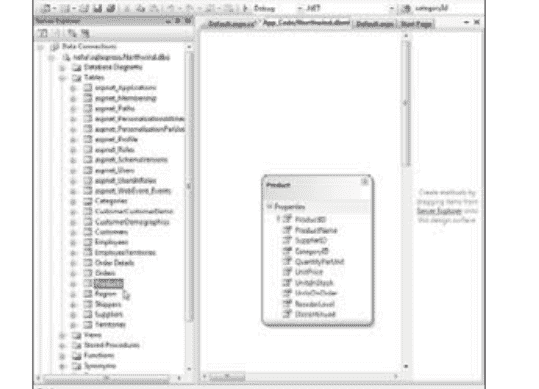 Debug
.NET
categoryId
Server Explorer
Default.aspx.cs
App_Code/Northwind.dbml
Default.aspx
Start Page
Data Connections
Database Diagrams
Tables
aspnet_Applications
aspnet_Membership
aspnet_Paths
aspnet_PersonalizationAllUse
aspnet_PersonalizationPerUse
aspnet_Profile
aspnet_Roles
aspnet_SchemaVersions
aspnet_Users
aspnet_UsersInRoles
aspnet_WebEvent_Events
Categories
CustomerCustomerDemo
CustomerDemographics
Customers
Employees
EmployeeTerritories
Order Details
Orders
Products
Region
Shippers
Suppliers
Territories
Views
Stored Procedures
Functions
Synonyms
Product
Properties
ProductID
ProductName
SupplierID
CategoryID
QuantityPerUnit
UnitPrice
UnitsInStock
UnitsOnOrder
ReorderLevel
Discontinued
Create methods by
dragging items from
Server Explorer onto
this design surface.